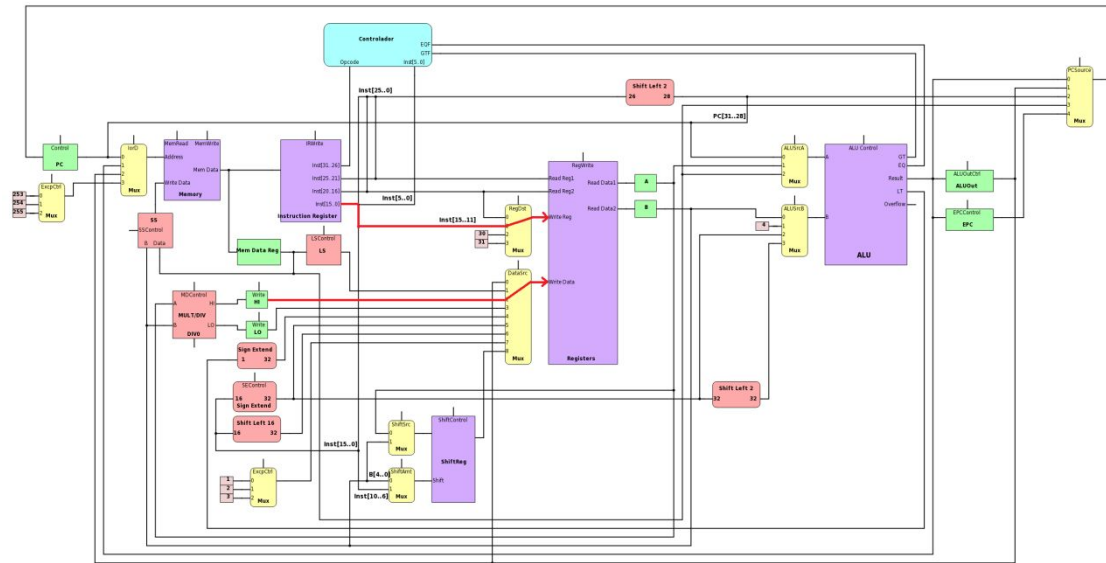 Controlador
EQF
GTF
Opcode Inst[5..0]
PCSource
0
1
2
3
4
Mux
Inst[25..0]
Shift Left 2
26 28
PC[31..28]
Control
PC
IorD
0
1
2
3
Mux
MemRead MemWrite
Address
Mem Data
Write Data
Memory
IRWrite
Inst[31..26]
Inst[25..21]
Inst[20..16]
Inst[15..0]
Instruction Register
Inst[5..0]
Inst[15..11]
RegWrite
Read Reg1
Read Reg2
Write Reg
Write Data
Read Data1
Read Data2
Registers
A
B
ALUSrcA
0
1
2
Mux
ALUSrcB
0
1
2
3
Mux
4
ALU Control
A
B
GT
EQ
Result
LT
Overflow
ALU
ALUOutCtrl
ALUOut
EPCControl
EPC
253
254
255
ExcpCtrl
0
1
2
Mux
SS
SSControl
B Data
Mem Data Reg
LSControl
LS
RegDst
0
1
2
3
Mux
30
31
DataSrc
0
1
3
4
5
6
7
8
Mux
MDControl
A HI
MULT/DIV
B LO
DIV0
Write
HI
Write
LO
Sign Extend
1 32
SEControl
16 32
Sign Extend
Shift Left 16
16 32
Shift Left 2
32 32
Inst[15..0]
ExcpCtrl
0
1
2
Mux
1
2
3
ShiftSrc
0
1
Mux
B[4..0]
ShiftAmt
0
1
Mux
Inst[10..6]
ShiftControl
ShiftReg
Shift